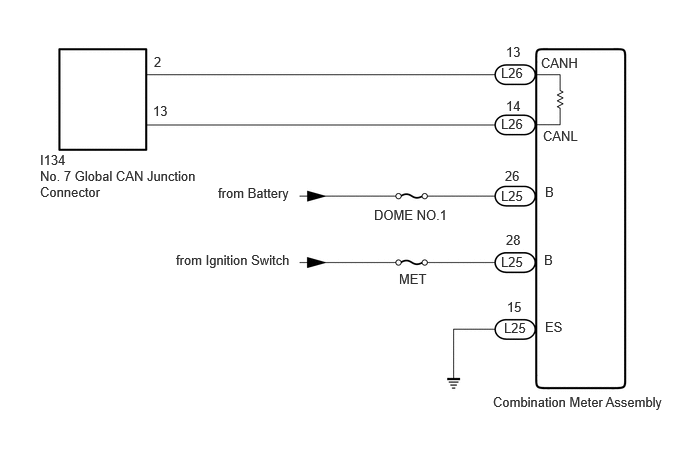 13
2
L26
CANH
14
13
L26
CANL
I134
No. 7 Global CAN Junction
Connector
26
from Battery
L25
B
DOME NO.1
28
from Ignition Switch
L25
B
MET
15
L25
ES
Combination Meter Assembly